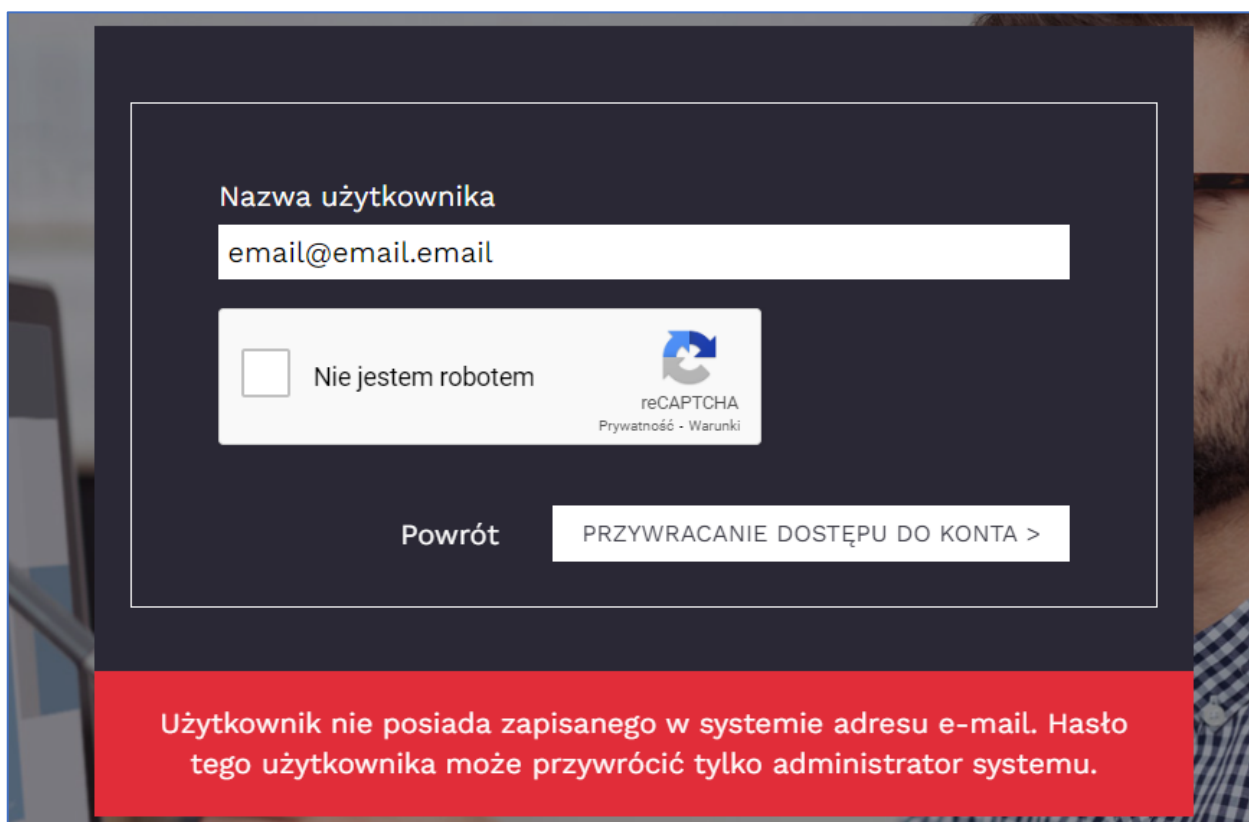 Nazwa użytkownika
email@email.email
Nie jestem robotem
reCAPTCHA
Prywatność - Warunki
Powrót
PRZYWRACANIE DOSTĘPU DO KONTA >
Użytkownik nie posiada zapisanego w systemie adresu e-mail. Hasło
tego użytkownika może przywrócić tylko administrator systemu.